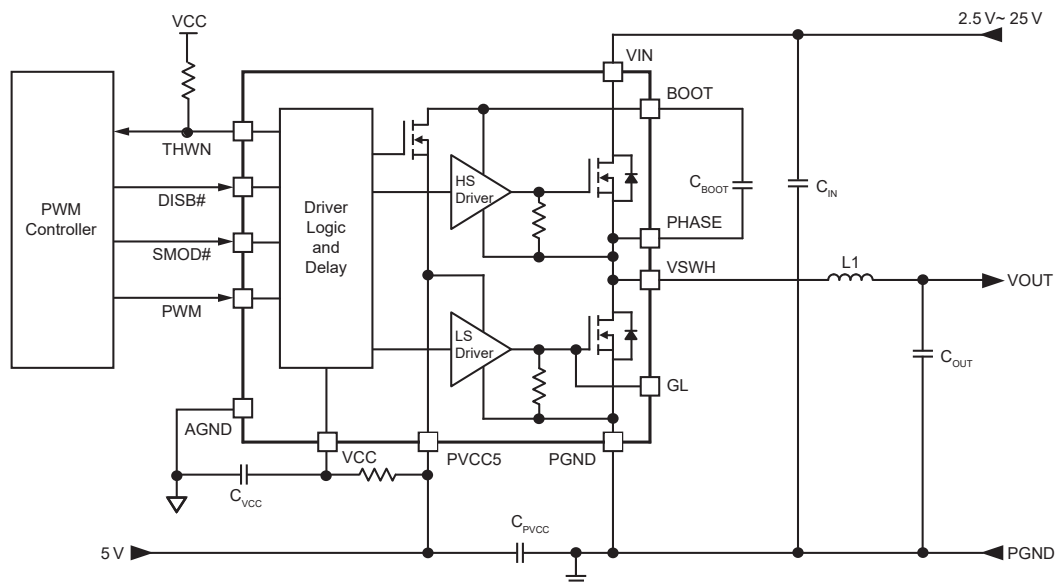 VCC
2.5 V~ 25 V
VIN
BOOT
THWN
DISB#
SMOD#
PWM
PWM
Controller
Driver
Logic
and
Delay
HS
Driver
C_BOOT
C_IN
PHASE
VSWH
L1
VOUT
LS
Driver
C_OUT
GL
AGND
VCC
PVCC5
PGND
C_VCC
C_PVCC
5 V
PGND